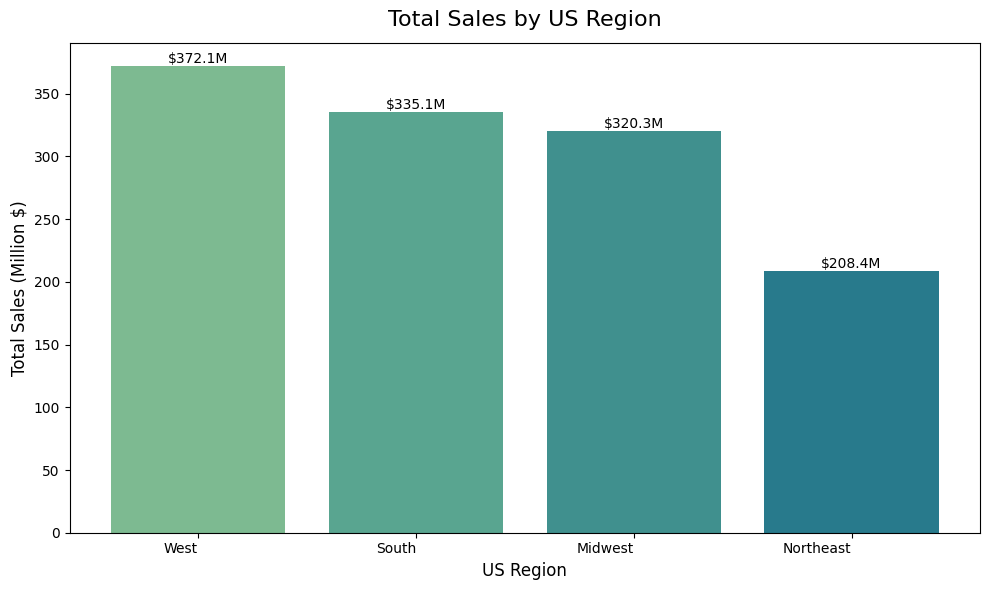 Total Sales by US Region
Total Sales (Million $)
350
300
250
200
150
100
50
0
$372.1M
$335.1M
$320.3M
$208.4M
West
South
Midwest
Northeast
US Region